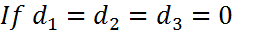 If d₁ = d₂ = d₃ = 0